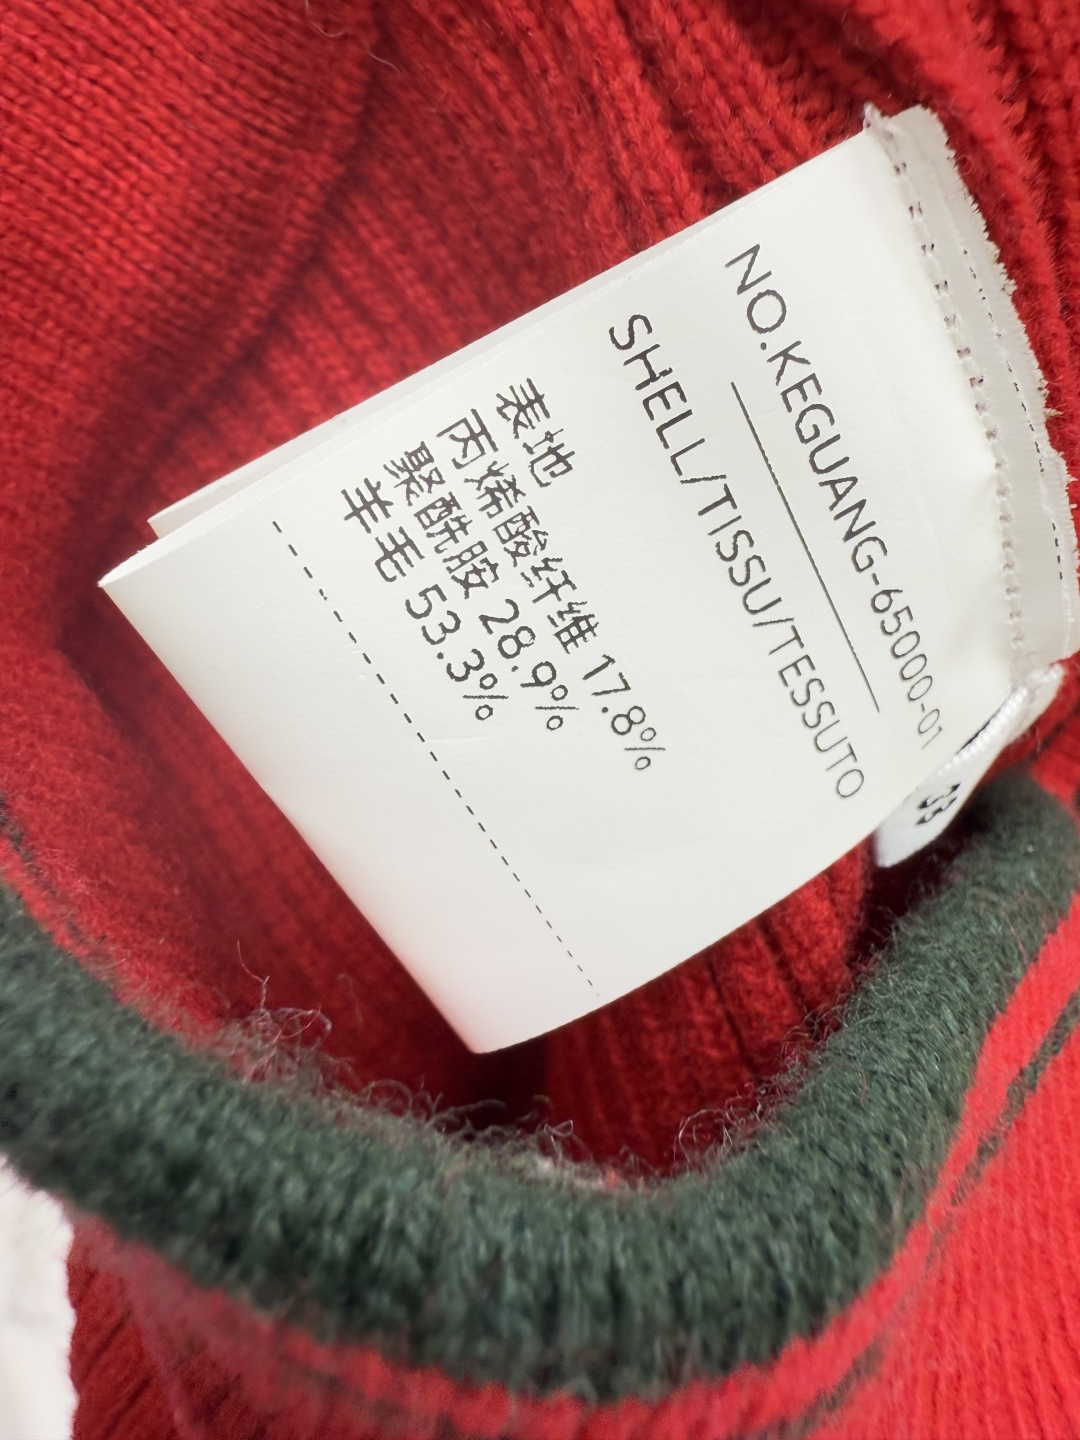 NO.KEGUANG-65000-01
SHELL/TISSU/TESSUTO
表地
丙烯酸纤维 17.8%
聚酰胺 28.9%
羊毛 53.3%